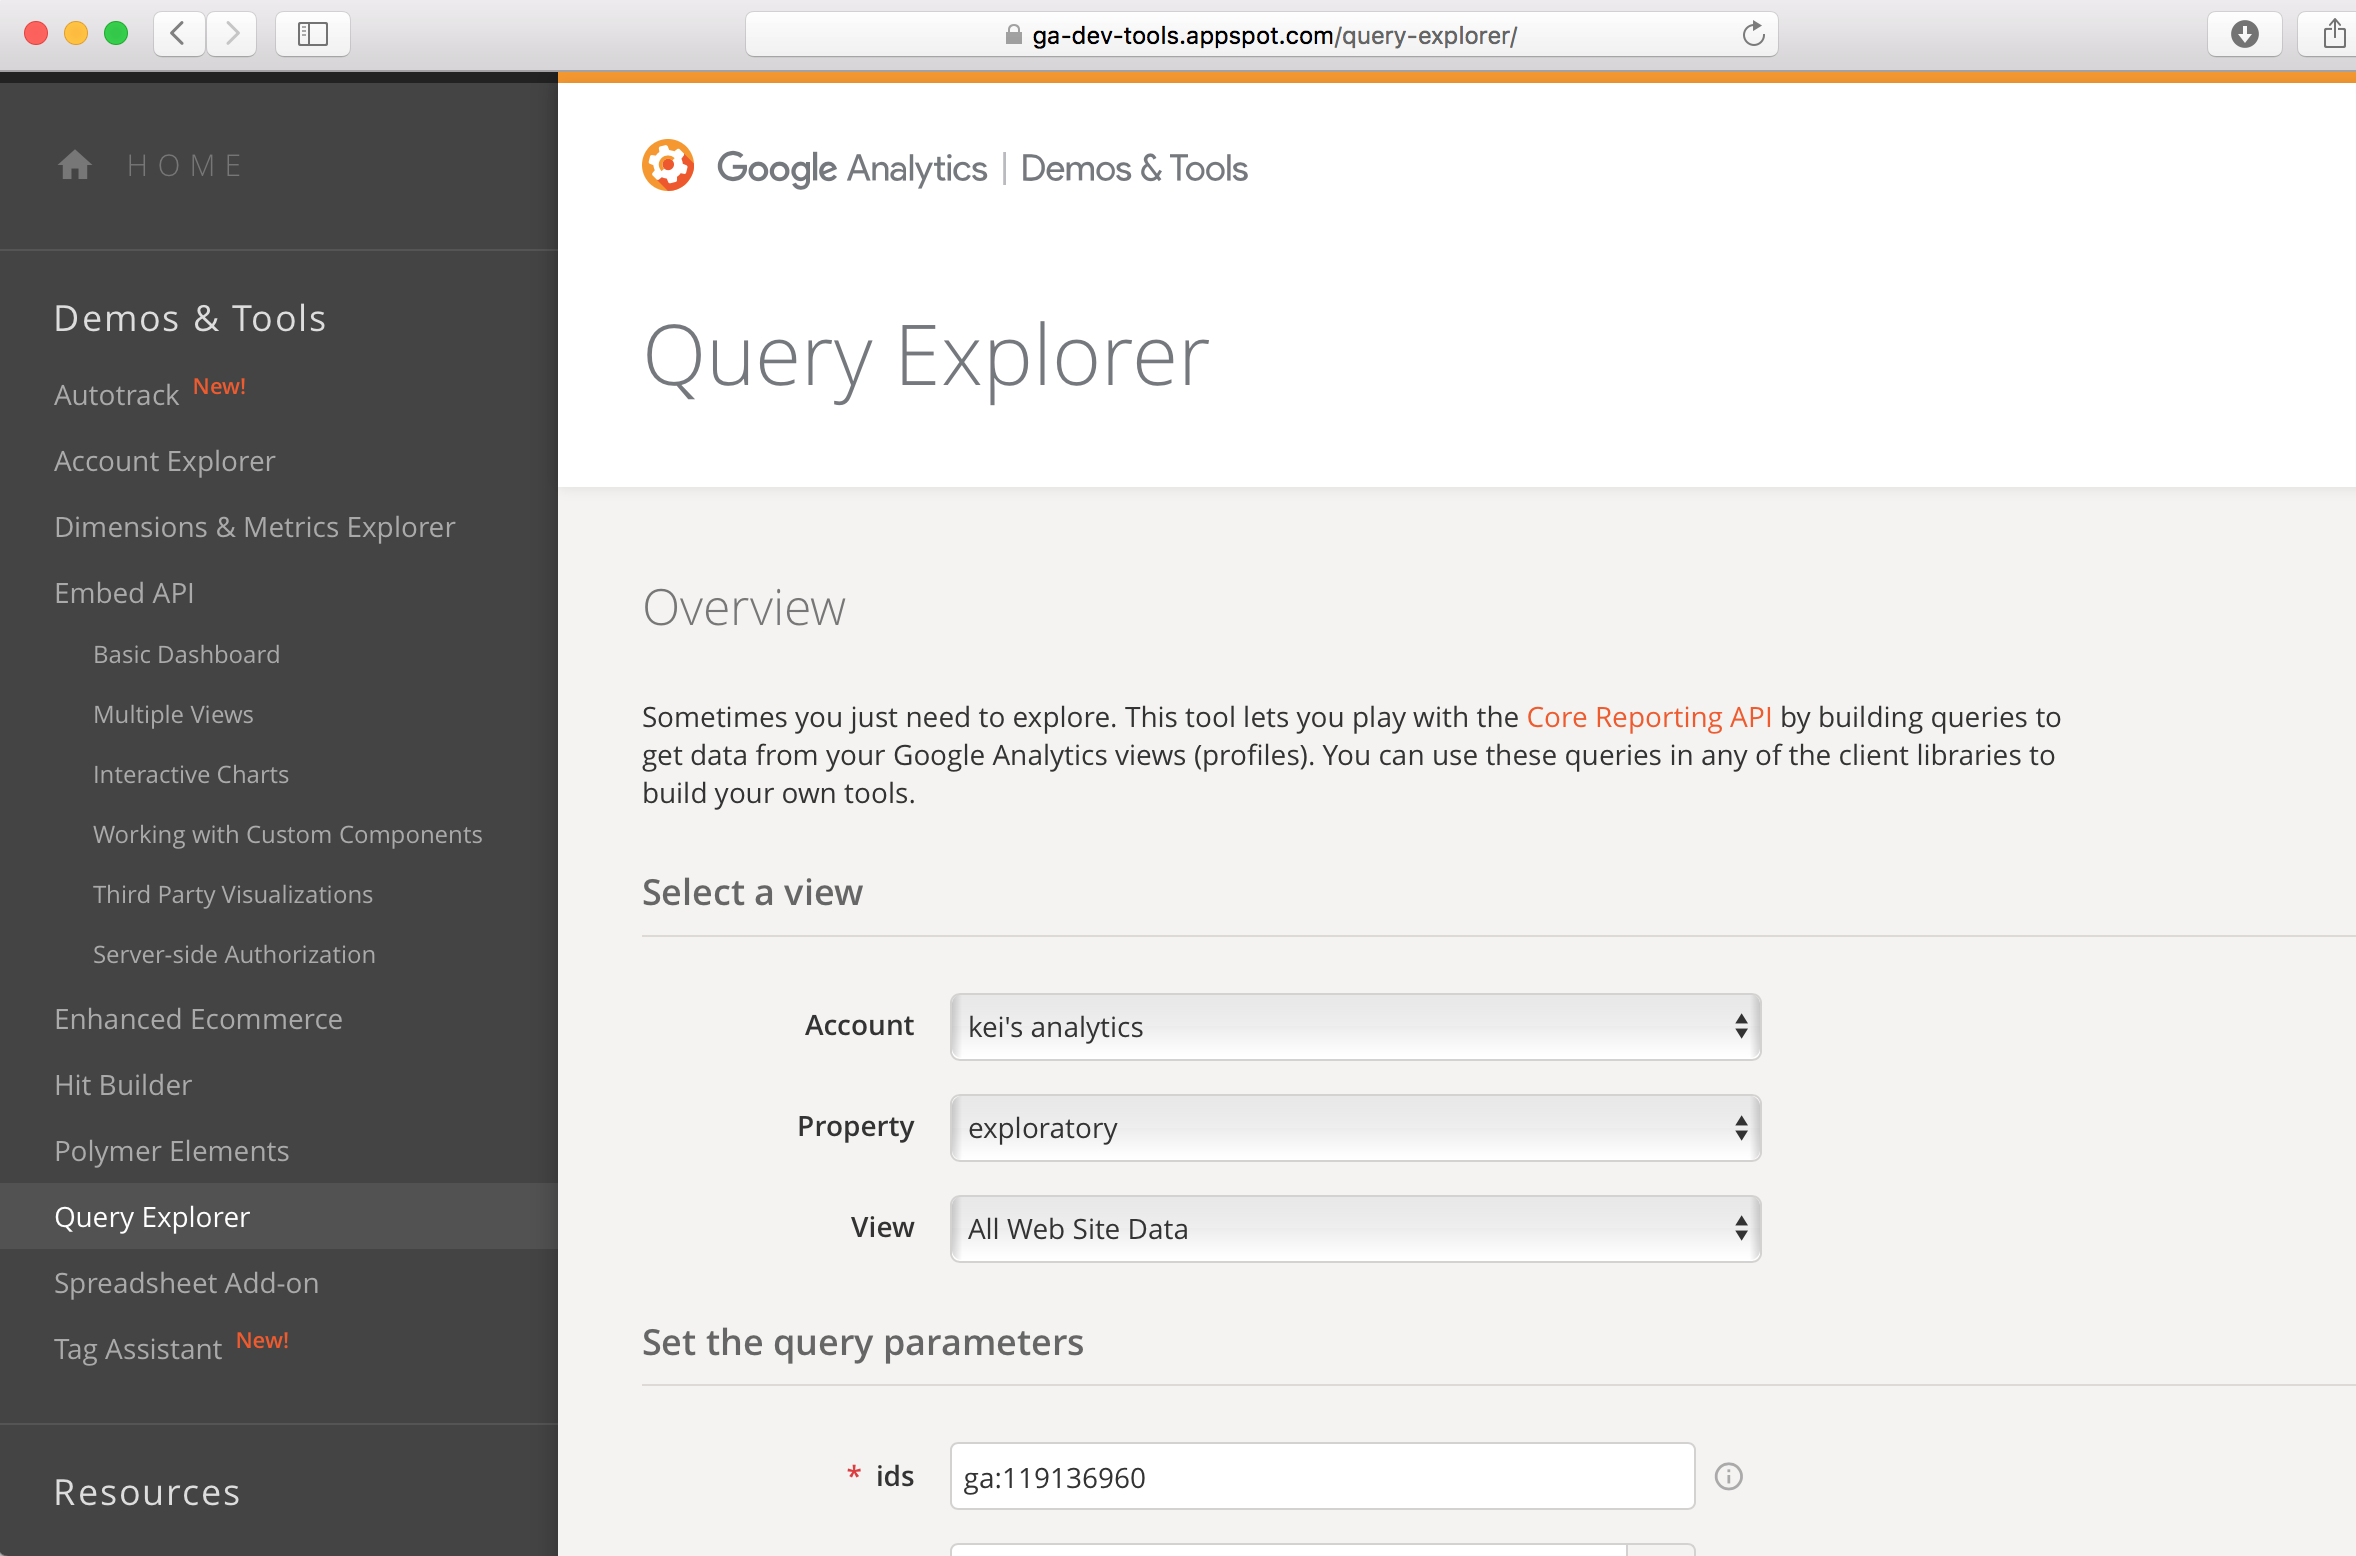 ga-dev-tools.appspot.com/query-explorer/
HOME
Demos & Tools
Autotrack New!
Account Explorer
Dimensions & Metrics Explorer
Embed API
Basic Dashboard
Multiple Views
Interactive Charts
Working with Custom Components
Third Party Visualizations
Server-side Authorization
Enhanced Ecommerce
Hit Builder
Polymer Elements
Query Explorer
Spreadsheet Add-on
Tag Assistant New!
Resources
Google Analytics | Demos & Tools
Query Explorer
Overview
Sometimes you just need to explore. This tool lets you play with the Core Reporting API by building queries to
get data from your Google Analytics views (profiles). You can use these queries in any of the client libraries to
build your own tools.
Select a view
Account kei's analytics
Property exploratory
View All Web Site Data
Set the query parameters
* ids ga:119136960